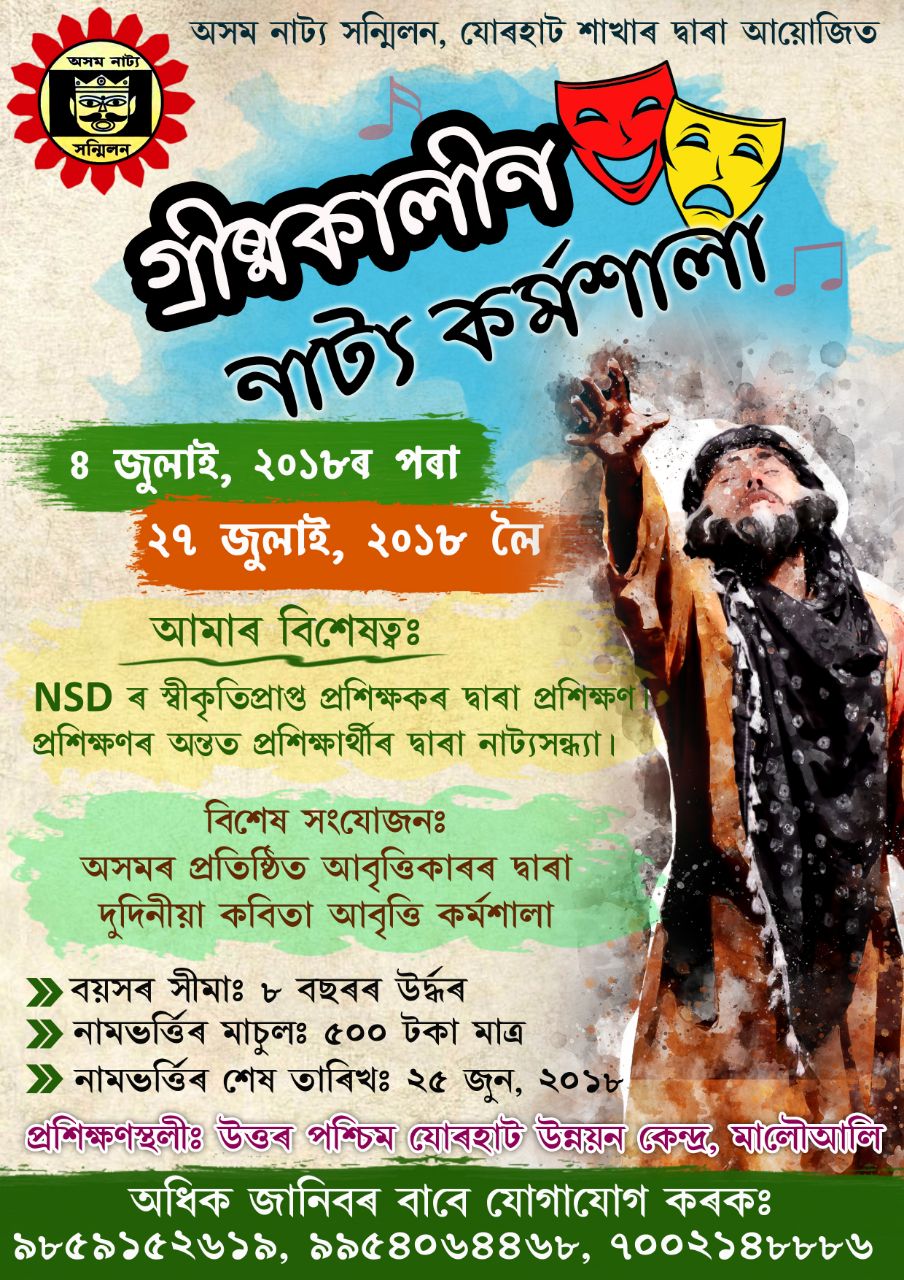 অসম নাট্য সন্মিলন, যোৰহাট শাখাৰ দ্বাৰা আয়োজিত
অসম নাট্য
সন্মিলন
গ্ৰীষ্মকালীন
নাট্য কৰ্মশালা
৪ জুলাই, ২০১৮ৰ পৰা
২৭ জুলাই, ২০১৮ লৈ
আমাৰ বিশেষত্বঃ
NSD ৰ স্বীকৃতিপ্ৰাপ্ত প্ৰশিক্ষকৰ দ্বাৰা প্ৰশিক্ষণ।
প্ৰশিক্ষণৰ অন্তত প্ৰশিক্ষাৰ্থীৰ দ্বাৰা নাট্যসন্ধ্যা।
বিশেষ সংযোজনঃ
অসমৰ প্ৰতিষ্ঠিত আবৃত্তিকাৰৰ দ্বাৰা
দুদিনীয়া কবিতা আবৃত্তি কৰ্মশালা
বয়সৰ সীমাঃ ৮ বছৰৰ উৰ্দ্ধৰ
নামভৰ্ত্তিৰ মাচুলঃ ৫০০ টকা মাত্ৰ
নামভৰ্ত্তিৰ শেষ তাৰিখঃ ২৫ জুন, ২০১৮
প্ৰশিক্ষণস্থলীঃ উত্তৰ পশ্চিম যোৰহাট উন্নয়ন কেন্দ্ৰ, মালৌআলি
অধিক জানিবৰ বাবে যোগাযোগ কৰকঃ
৯৮৫৯১৫২৬১৯, ৯৯৫৪০৬৪৪৬৮, ৭০০২১৪৮৮৮৬